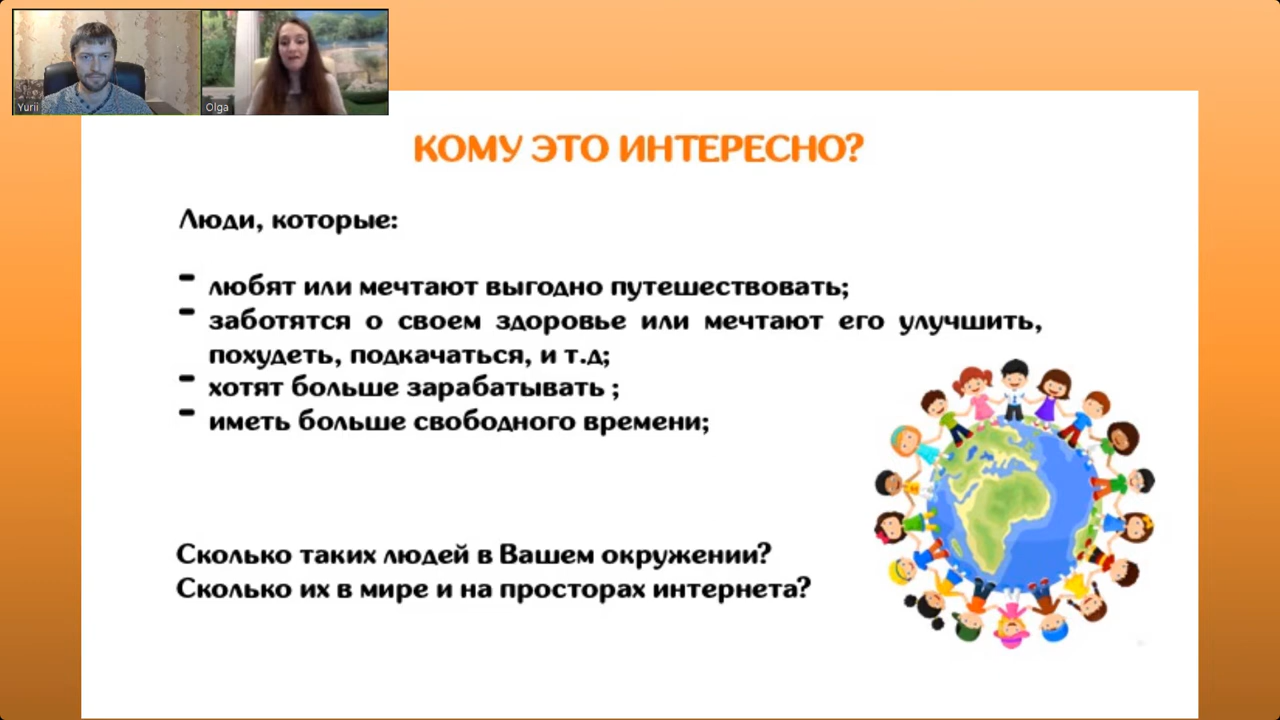 Yurii
Olga
КОМУ ЭТО ИНТЕРЕСНО?
Люди, которые:
- любят или мечтают выгодно путешествовать;
- заботятся о своем здоровье или мечтают его улучшить,
похудеть, подкачаться, и т.д;
- хотят больше зарабатывать ;
- иметь больше свободного времени;
Сколько таких людей в Вашем окружении?
Сколько их в мире и на просторах интернета?